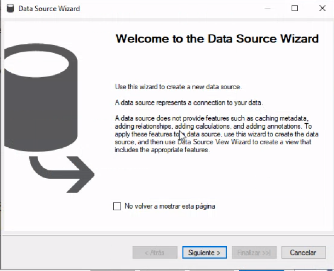 Data Source Wizard
Welcome to the Data Source Wizard
Use this wizard to create a new data source.
A data source represents a connection to your data.
A data source does not provide features such as caching metadata,
adding relationships, adding calculations, and adding annotations. To
apply these features to data source, use this wizard to create the data
source, and then use Data Source View Wizard to create a view that
includes the appropriate features
No volver a mostrar esta página
< Atrás
Siguiente >
Finalizar >>|
Cancelar